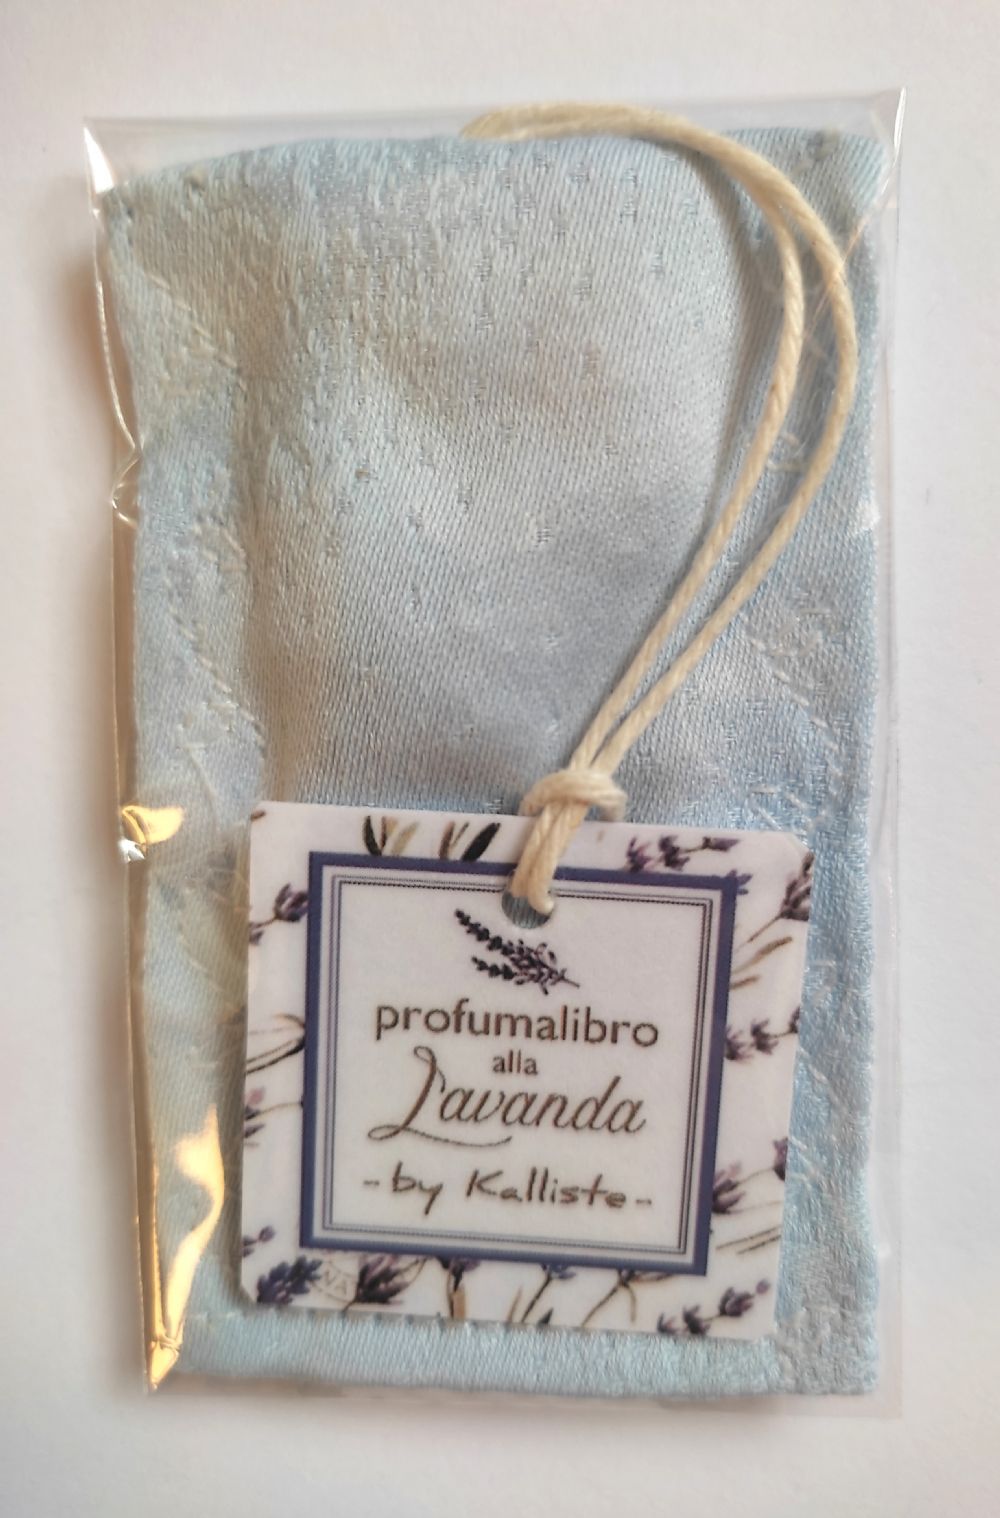 profumalibro
alla
Lavanda
-by Kalliste-